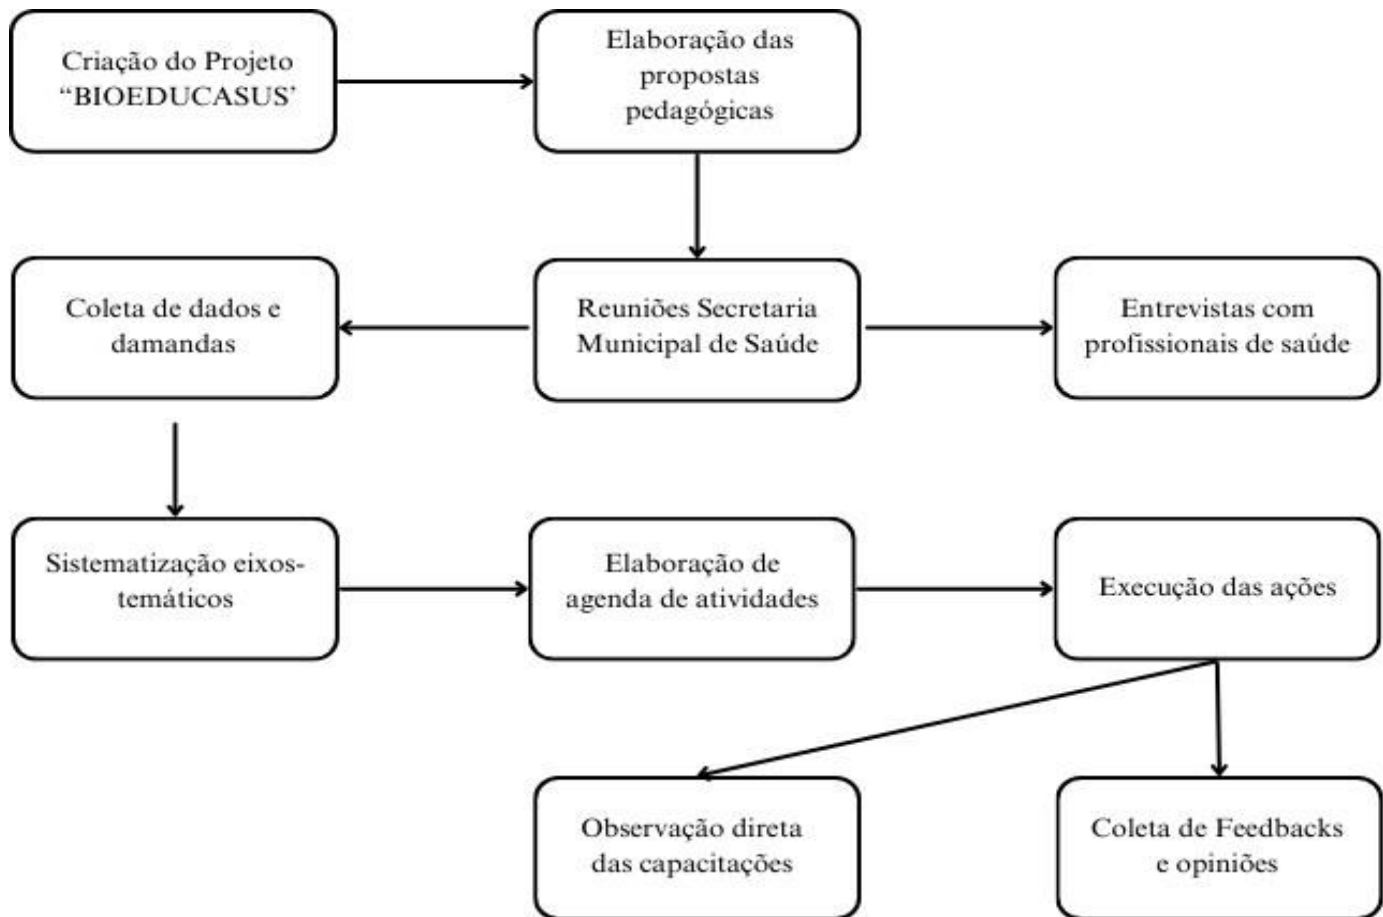 Criação do Projeto
“BIOEDUCASUS’
Elaboração das
propostas
pedagógicas
Coleta de dados e
damandas
Reuniões Secretaria
Municipal de Saúde
Entrevistas com
profissionais de saúde
Sistematização eixos-
temáticos
Elaboração de
agenda de atividades
Execução das ações
Observação direta
das capacitações
Coleta de Feedbacks
e opiniões